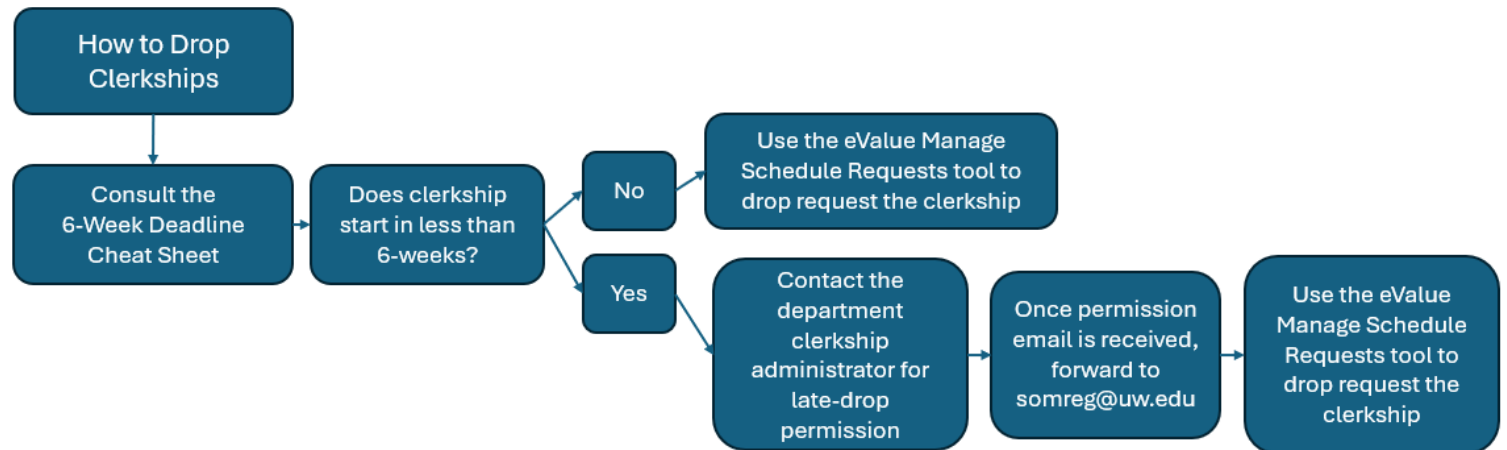 How to Drop
Clerkships
Consult the
6-Week Deadline
Cheat Sheet
Does clerkship
start in less than
6-weeks?
No
Use the eValue Manage
Schedule Requests tool to
drop request the clerkship
Yes
Contact the
department
clerkship
administrator for
late-drop
permission
Once permission
email is received,
forward to
somreg@uw.edu
Use the eValue
Manage Schedule
Requests tool to
drop request the
clerkship